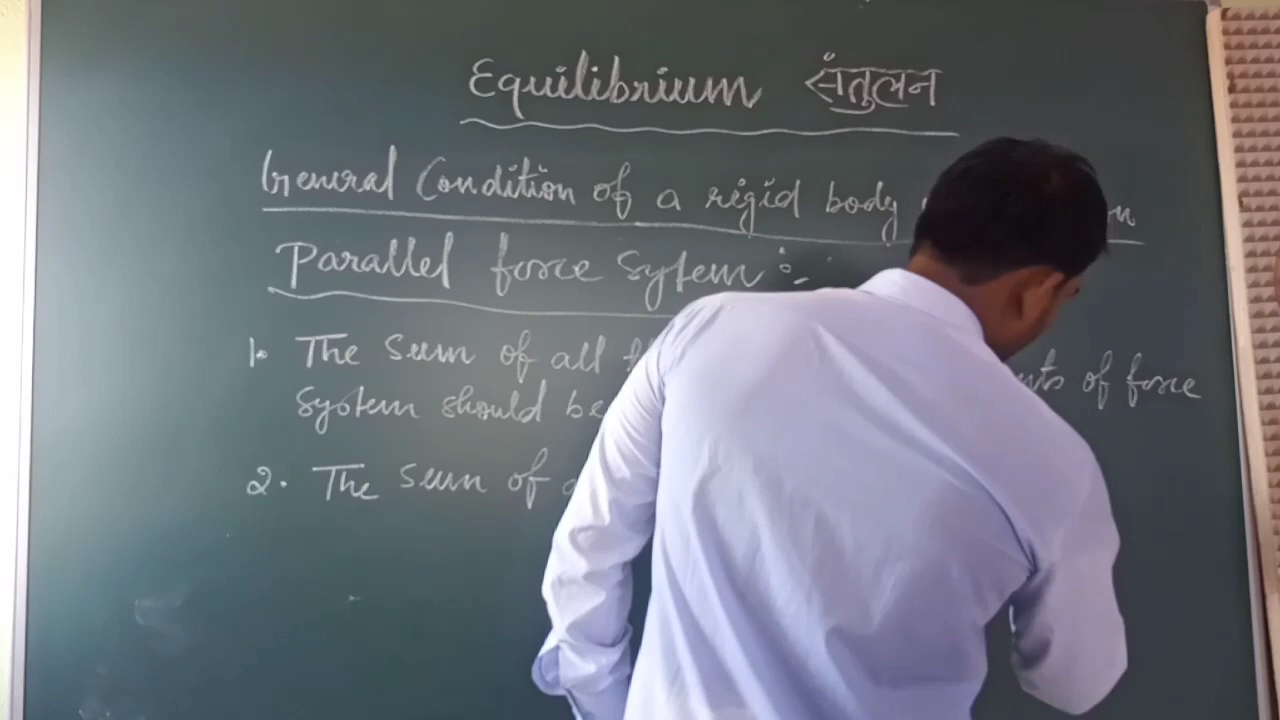 Equilibrium संतुलन
General Condition of a rigid body
Parallel force Sytem :-
1. The Sum of all of force
System should be
2. The Sum of